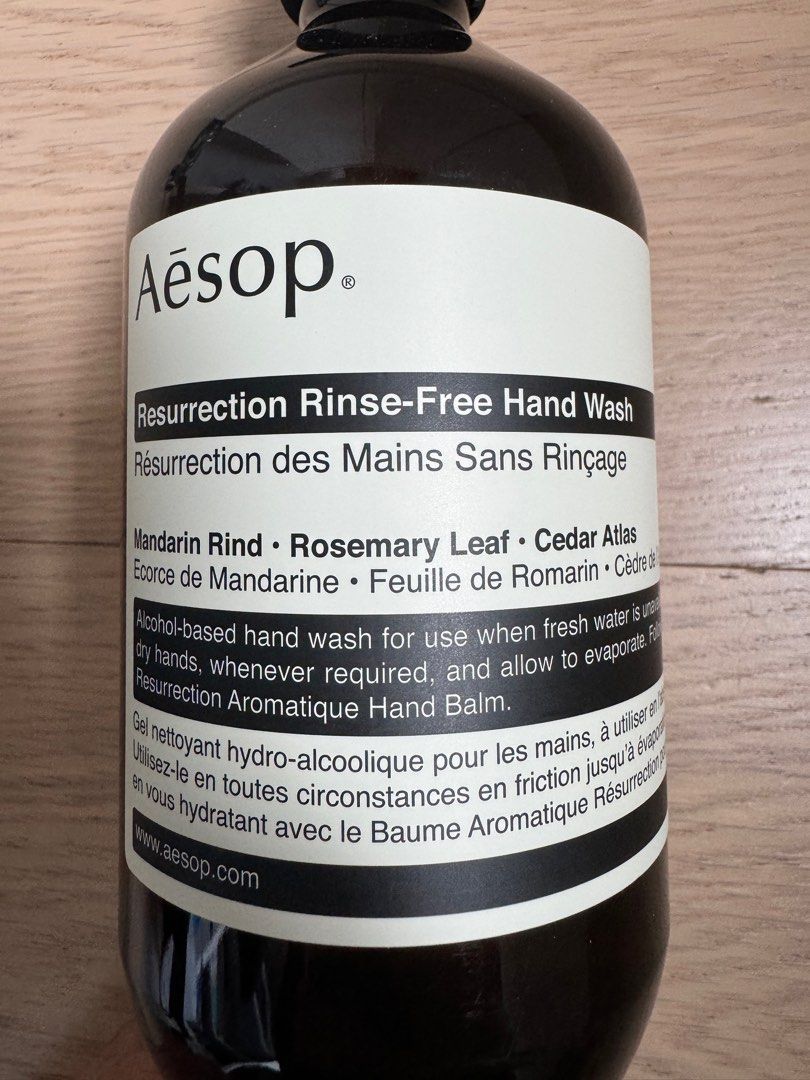 Aēsop®
Resurrection Rinse-Free Hand Wash
Résurrection des Mains Sans Rinçage
Mandarin Rind • Rosemary Leaf • Cedar Atlas
Ecorce de Mandarine • Feuille de Romarin • Cèdre de
Alcohol-based hand wash for use when fresh water is
dry hands, whenever required, and allow to evaporate.
Resurrection Aromatique Hand Balm.
Gel nettoyant hydro-alcoolique pour les mains, à utiliser en
Utilisez-le en toutes circonstances en friction jusqu'à
en vous hydratant avec le Baume Aromatique Résurrection
www.aesop.com